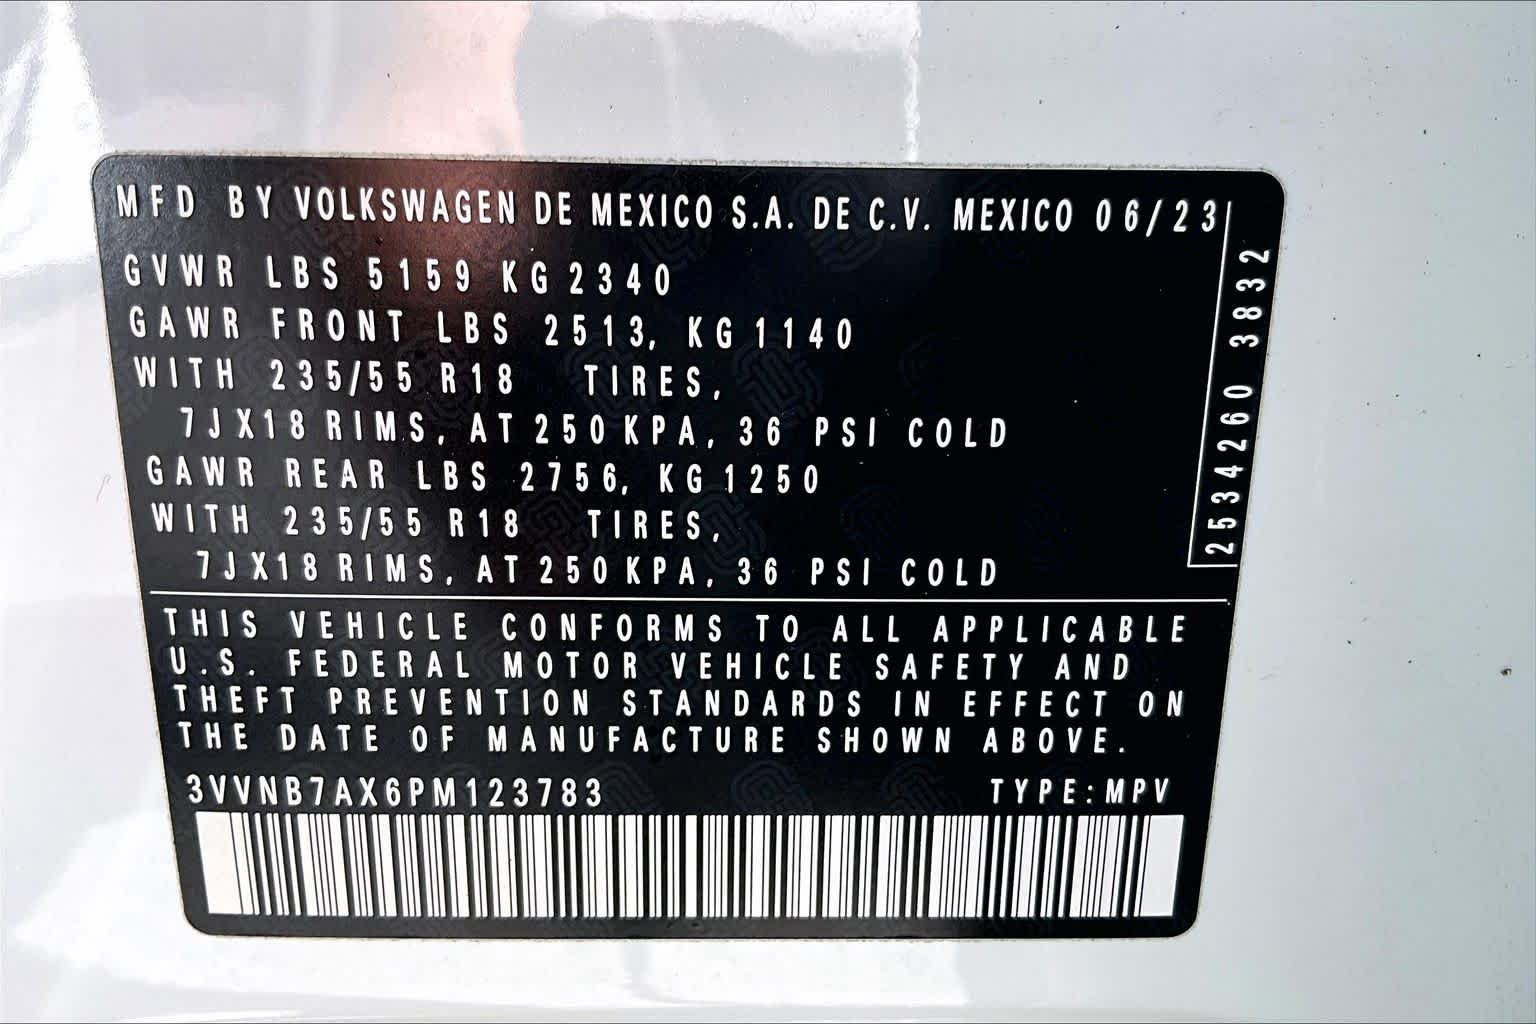 MFD BY VOLKSWAGEN DE MEXICO S.A. DE C.V. MEXICO 06/23
GVWR LBS 5159 KG 2340
GAWR FRONT LBS 2513, KG 1140
WITH 235/55 R18 TIRES,
7JX18 RIMS, AT 250 KPA, 36 PSI COLD
GAWR REAR LBS 2756, KG 1250
WITH 235/55 R18 TIRES,
7JX18 RIMS, AT 250 KPA, 36 PSI COLD
2534260 3832
THIS VEHICLE CONFORMS TO ALL APPLICABLE
U.S. FEDERAL MOTOR VEHICLE SAFETY AND
THEFT PREVENTION STANDARDS IN EFFECT ON
THE DATE OF MANUFACTURE SHOWN ABOVE.
3VVNB7AX6PM123783 TYPE:MPV